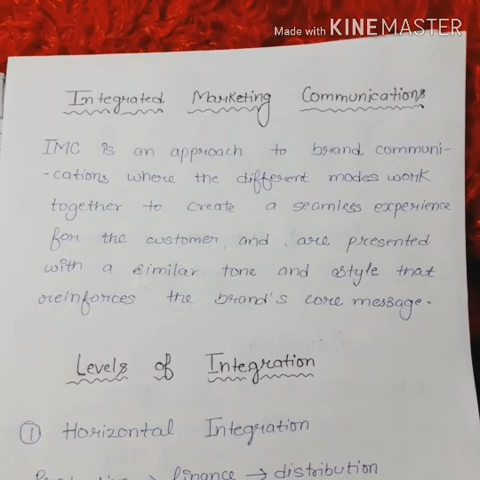 Made with KINEMASTER
Integrated Marketing Communications
IMC is an approach to brand communi-
-cations where the different modes work
together to create a seamless experience
for the customer and are presented
with a similar tone and style that
reinforces the brand's core message.
Levels of Integration
① Horizontal Integration
→ finance → distribution